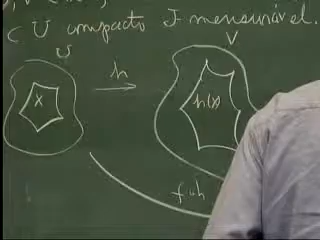 ⊂ U compacto J-mensurável.
U
V
h
X
h(X)
f∘h